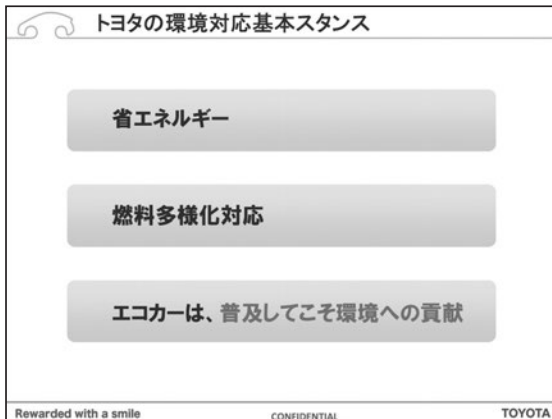 トヨタの環境対応基本スタンス
省エネルギー
燃料多様化対応
エコカーは、普及してこそ環境への貢献
Rewarded with a smile
CONFIDENTIAL
TOYOTA